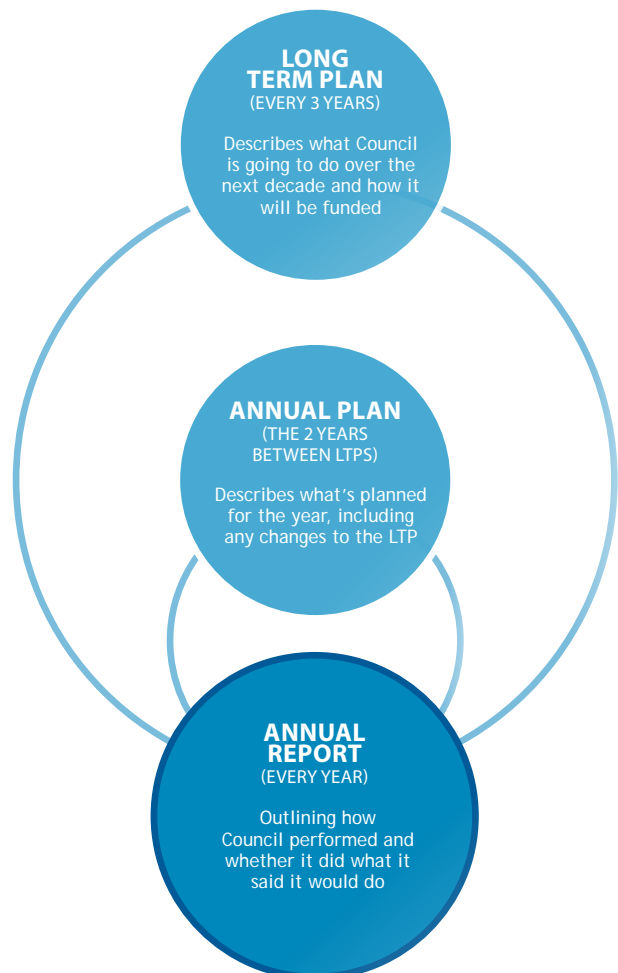 LONG
TERM PLAN
(EVERY 3 YEARS)
Describes what Council
is going to do over the
next decade and how it
will be funded
ANNUAL PLAN
(THE 2 YEARS
BETWEEN LTPS)
Describes what's planned
for the year, including
any changes to the LTP
ANNUAL
REPORT
(EVERY YEAR)
Outlining how
Council performed and
whether it did what it
said it would do